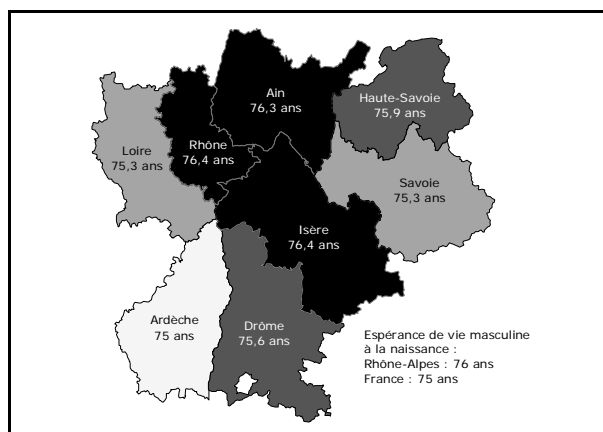 Ain
76,3 ans
Haute-Savoie
75,9 ans
Rhône
76,4 ans
Loire
75,3 ans
Savoie
75,3 ans
Isère
76,4 ans
Ardèche
75 ans
Drôme
75,6 ans
Espérance de vie masculine
à la naissance :
Rhône-Alpes : 76 ans
France : 75 ans